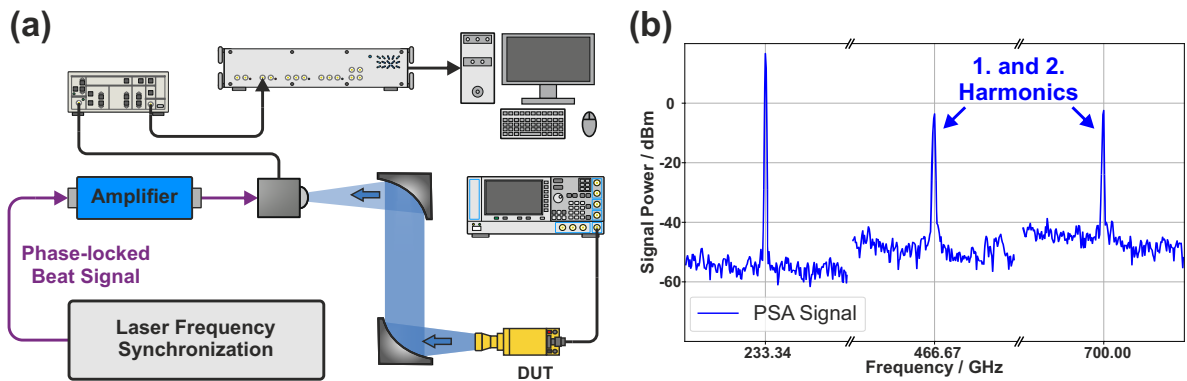 (a)
Amplifier
Phase-locked
Beat Signal
Laser Frequency
Synchronization
DUT
(b)
1. and 2.
Harmonics
Signal Power / dBm
0
-20
-40
-60
PSA Signal
233.34
466.67
700.00
Frequency / GHz